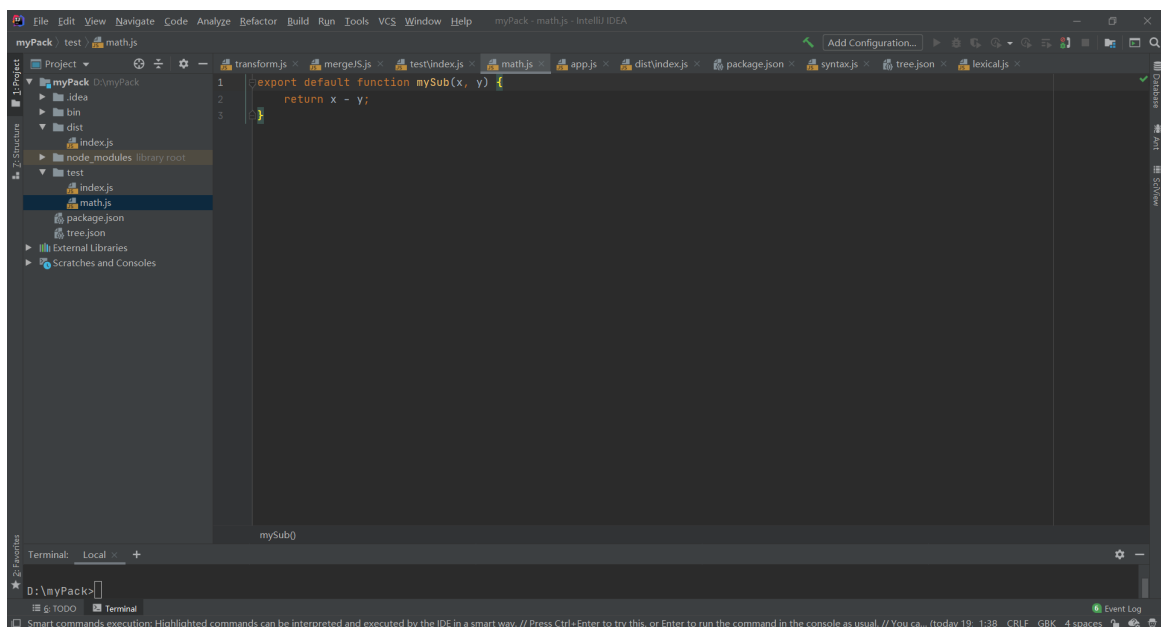 File Edit View Navigate Code Analyze Refactor Build Run Tools VCS Window Help myPack - math.js - IntelliJ IDEA
myPack test math.js Add Configuration...
1: Project
Project
transform.js mergeJS.js test\index.js math.js app.js dist\index.js package.json syntax.js tree.json lexical.js
myPack D:\myPack
.idea
bin
dist
index.js
node_modules library root
test
index.js
math.js
package.json
tree.json
External Libraries
Scratches and Consoles
1 export default function mySub(x, y) {
2 return x - y;
3 }
mySub()
Z: Structure
2: Favorites
Database
Ant
SciView
Terminal: Local +
D:\myPack>
6: TODO Terminal 6 Event Log
Smart commands execution: Highlighted commands can be interpreted and executed by the IDE in a smart way. // Press Ctrl+Enter to try this, or Enter to run the command in the console as usual. // You ca... (today 19: 1:38 CRLF GBK 4 spaces